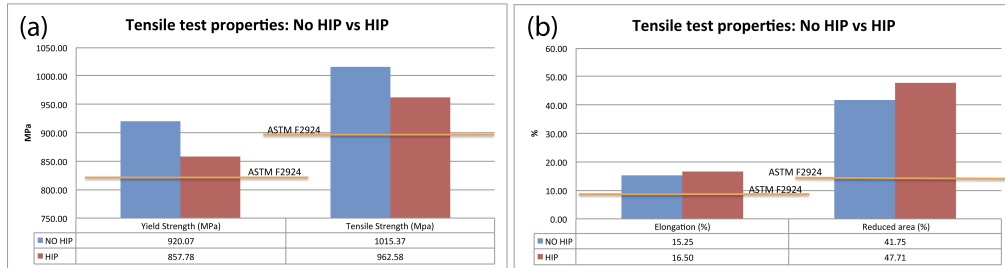 (a)
Tensile test properties: No HIP vs HIP
1050.00
1000.00
950.00
900.00
850.00
800.00
750.00
MPa
ASTM F2924
ASTM F2924
Yield Strength (MPa) Tensile Strength (Mpa)
NO HIP 920.07 1015.37
HIP 857.78 962.58
(b)
Tensile test properties: No HIP vs HIP
60.00
50.00
40.00
30.00
20.00
10.00
0.00
%
ASTM F2924
ASTM F2924
Elongation (%) Reduced area (%)
NO HIP 15.25 41.75
HIP 16.50 47.71